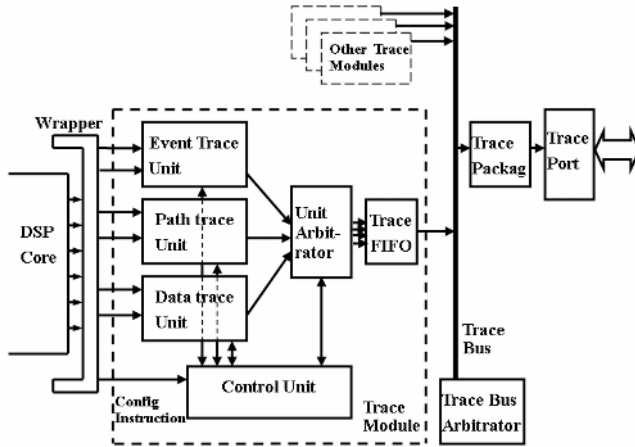 Other Trace
Modules
Wrapper
Event Trace
Unit
Trace
Packag
Trace
Port
DSP
Core
Path trace
Unit
Unit
Arbit-
rator
Trace
FIFO
Data trace
Unit
Trace
Bus
Control Unit
Config
Instruction
Trace
Module
Trace Bus
Arbitrator